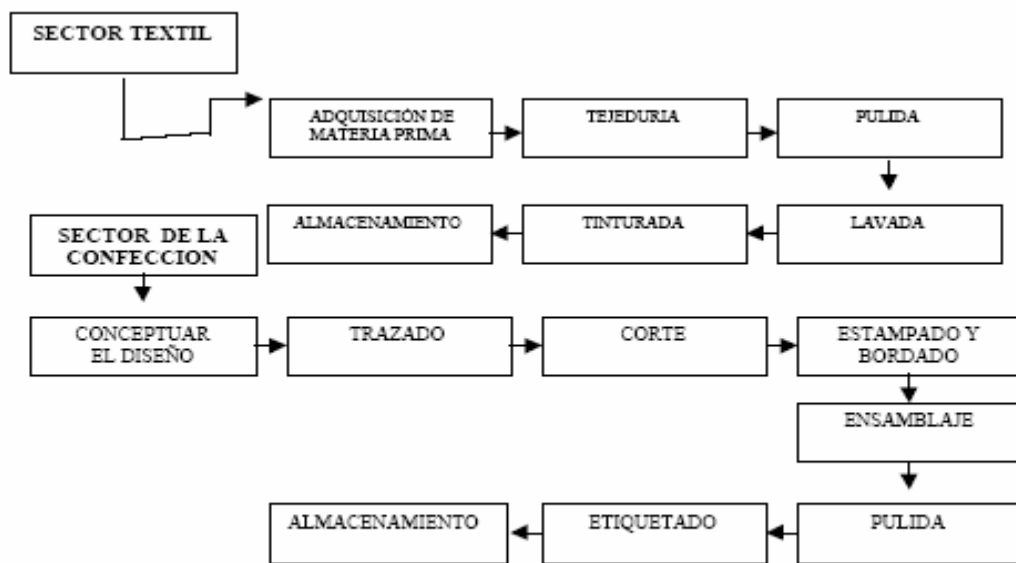 SECTOR TEXTIL
ADQUISICIÓN DE
MATERIA PRIMA
TEJEDURIA
PULIDA
ALMACENAMIENTO
TINTURADA
LAVADA
SECTOR DE LA
CONFECCION
CONCEPTUAR
EL DISEÑO
TRAZADO
CORTE
ESTAMPADO Y
BORDADO
ENSAMBLAJE
ALMACENAMIENTO
ETIQUETADO
PULIDA